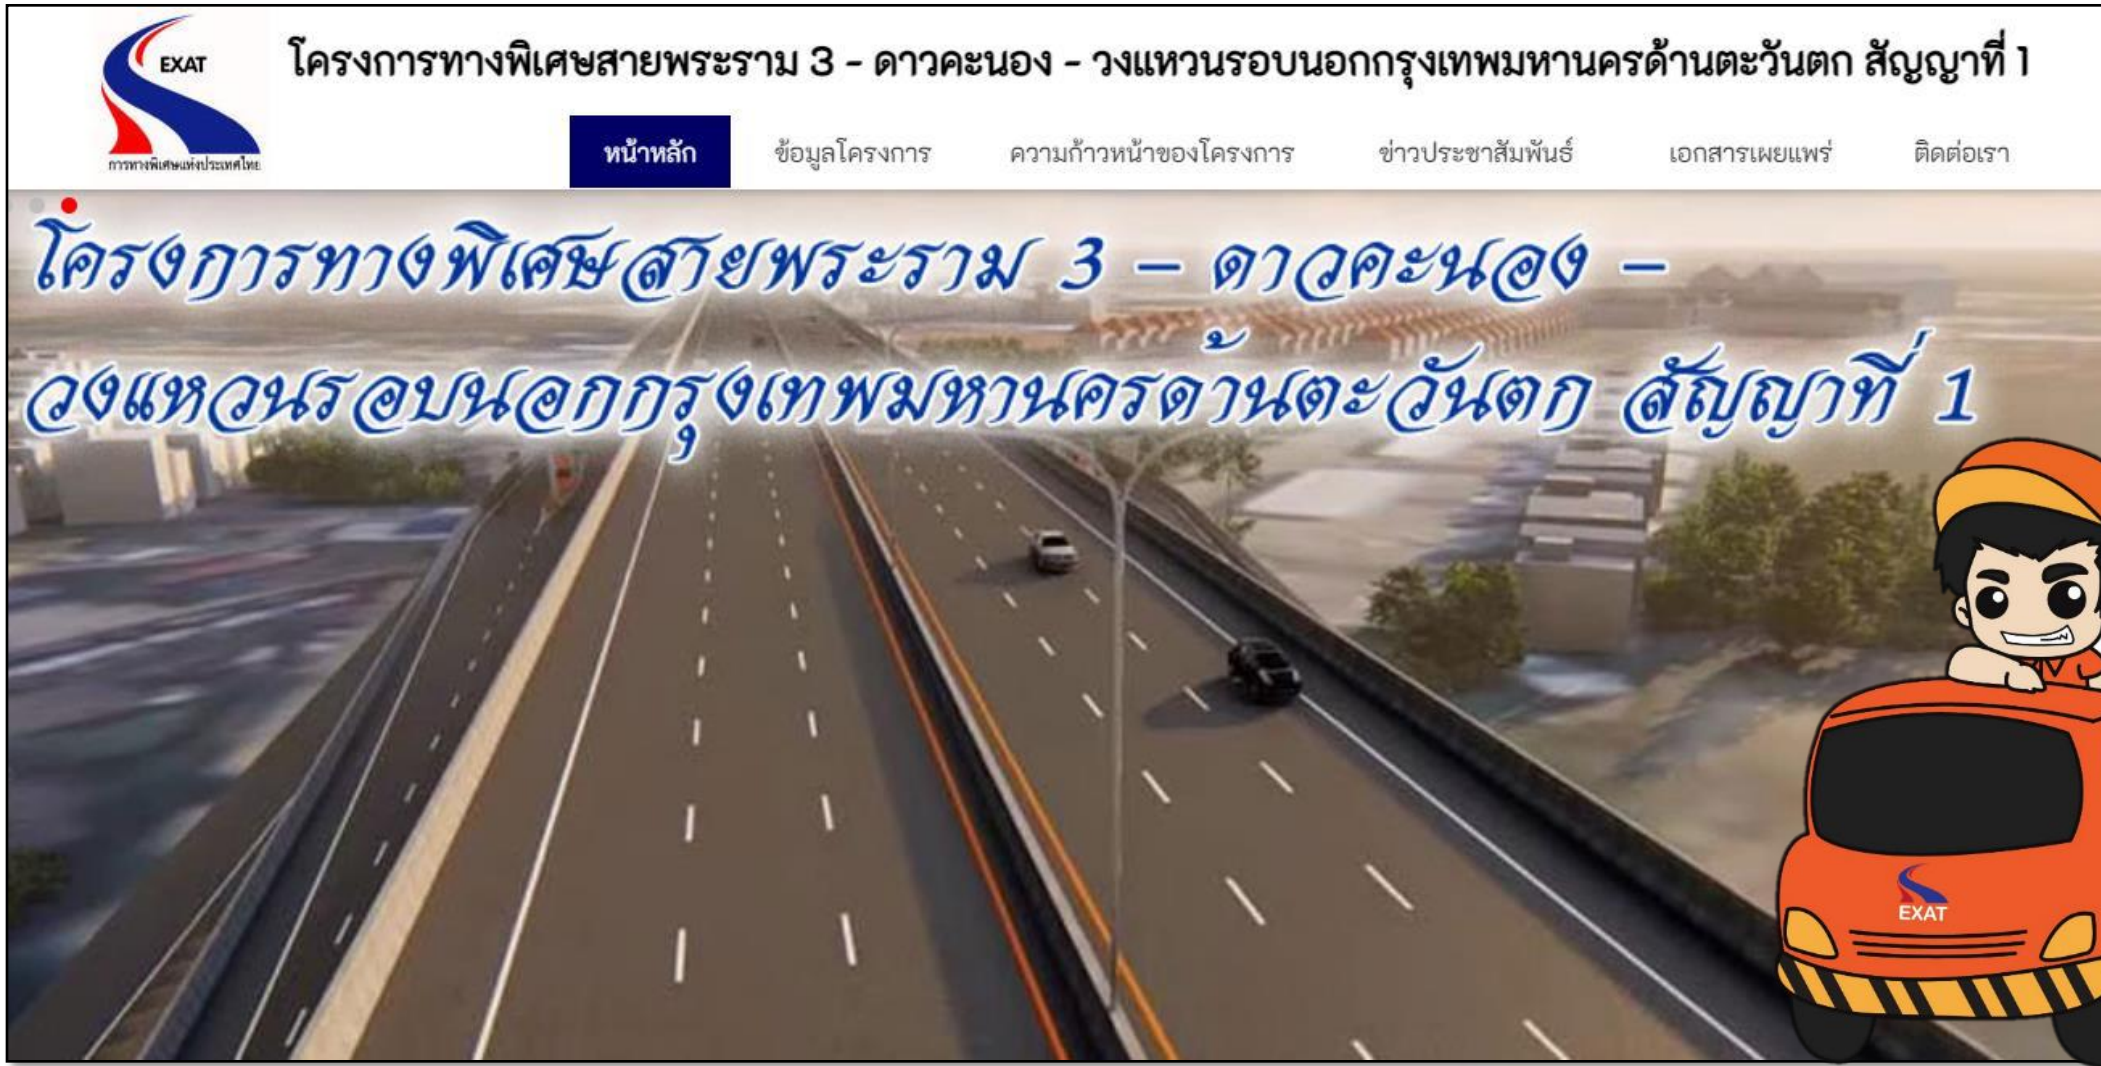 EXAT
การทางพิเศษแห่งประเทศไทย
โครงการทางพิเศษสายพระราม 3 - ดาวคะนอง - วงแหวนรอบนอกกรุงเทพมหานครด้านตะวันตก สัญญาที่ 1
หน้าหลัก ข้อมูลโครงการ ความก้าวหน้าของโครงการ ข่าวประชาสัมพันธ์ เอกสารเผยแพร่ ติดต่อเรา
โครงการทางพิเศษสายพระราม 3 – ดาวคะนอง –
วงแหวนรอบนอกกรุงเทพมหานครด้านตะวันตก สัญญาที่ 1
EXAT